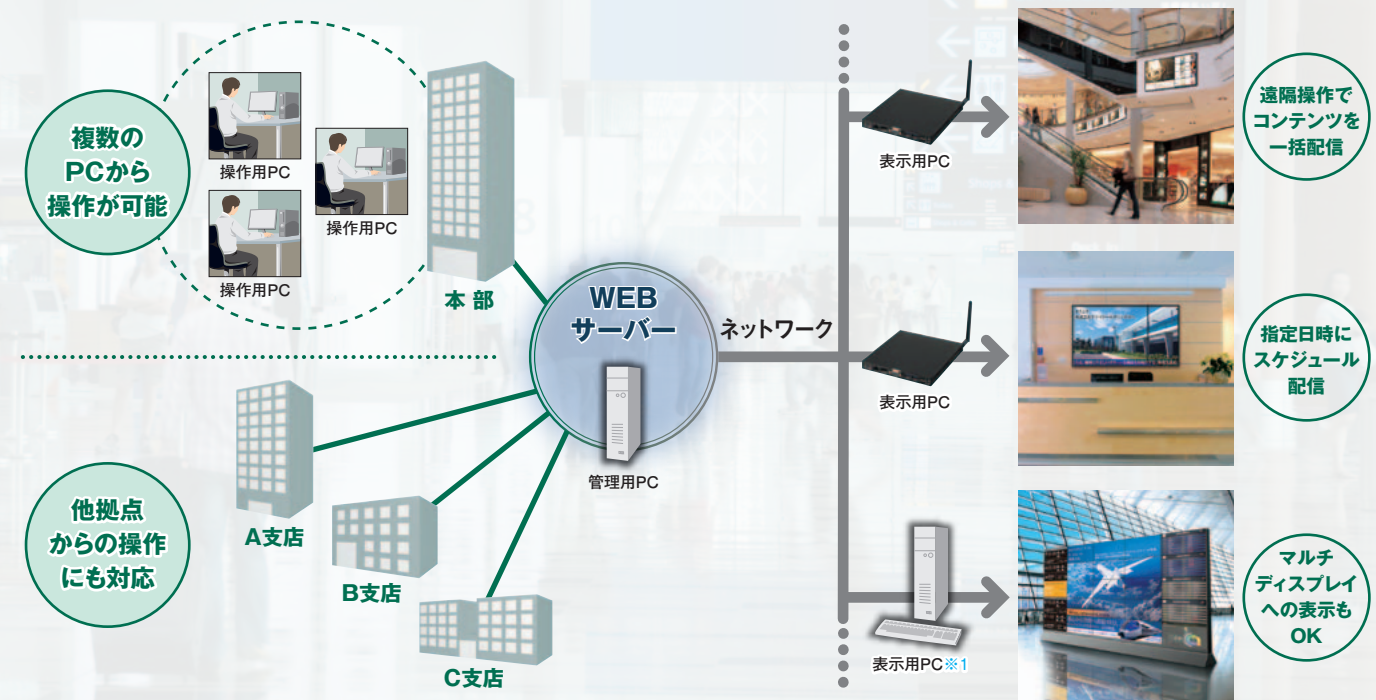 複数の
PCから
操作が可能
操作用PC
操作用PC
操作用PC
本 部
他拠点
からの操作
にも対応
A支店
B支店
C支店
WEB
サーバー
管理用PC
ネットワーク
表示用PC
表示用PC
表示用PC※1
遠隔操作で
コンテンツを
一括配信
指定日時に
スケジュール
配信
マルチ
ディスプレイ
への表示も
OK